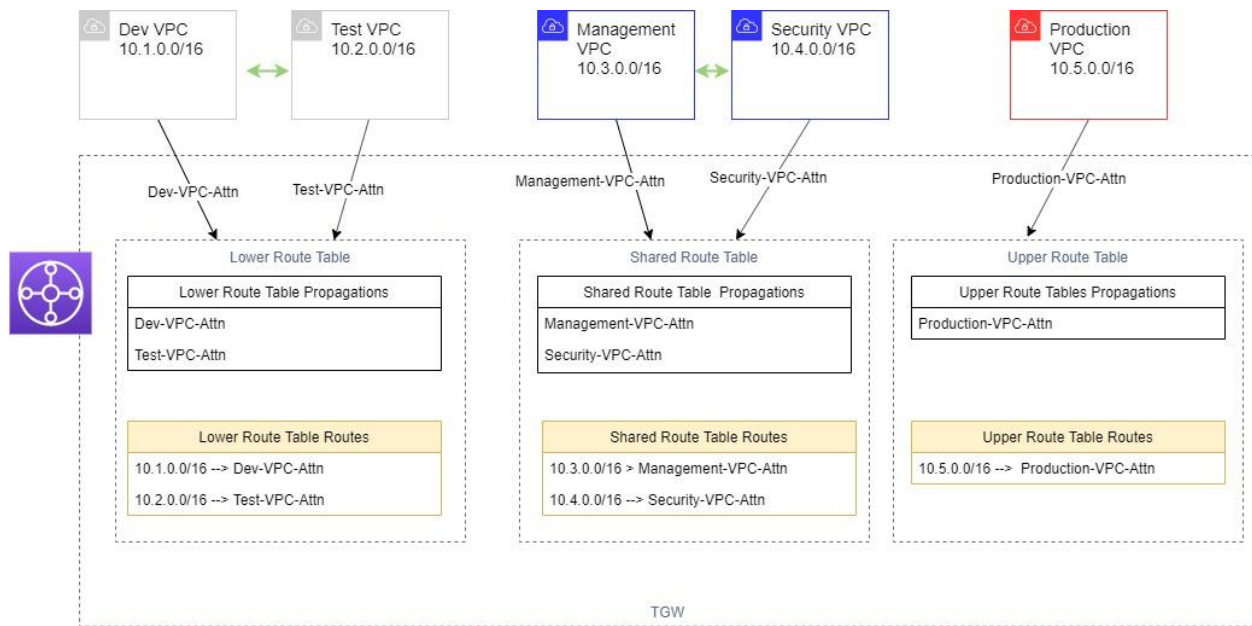 Dev VPC
10.1.0.0/16
Test VPC
10.2.0.0/16
Management
VPC
10.3.0.0/16
Security VPC
10.4.0.0/16
Production
VPC
10.5.0.0/16
Dev-VPC-Attn
Test-VPC-Attn
Management-VPC-Attn
Security-VPC-Attn
Production-VPC-Attn
Lower Route Table
Lower Route Table Propagations
Dev-VPC-Attn
Test-VPC-Attn
Lower Route Table Routes
10.1.0.0/16 --> Dev-VPC-Attn
10.2.0.0/16 --> Test-VPC-Attn
Shared Route Table
Shared Route Table Propagations
Management-VPC-Attn
Security-VPC-Attn
Shared Route Table Routes
10.3.0.0/16 > Management-VPC-Attn
10.4.0.0/16 --> Security-VPC-Attn
Upper Route Table
Upper Route Tables Propagations
Production-VPC-Attn
Upper Route Table Routes
10.5.0.0/16 --> Production-VPC-Attn
TGW